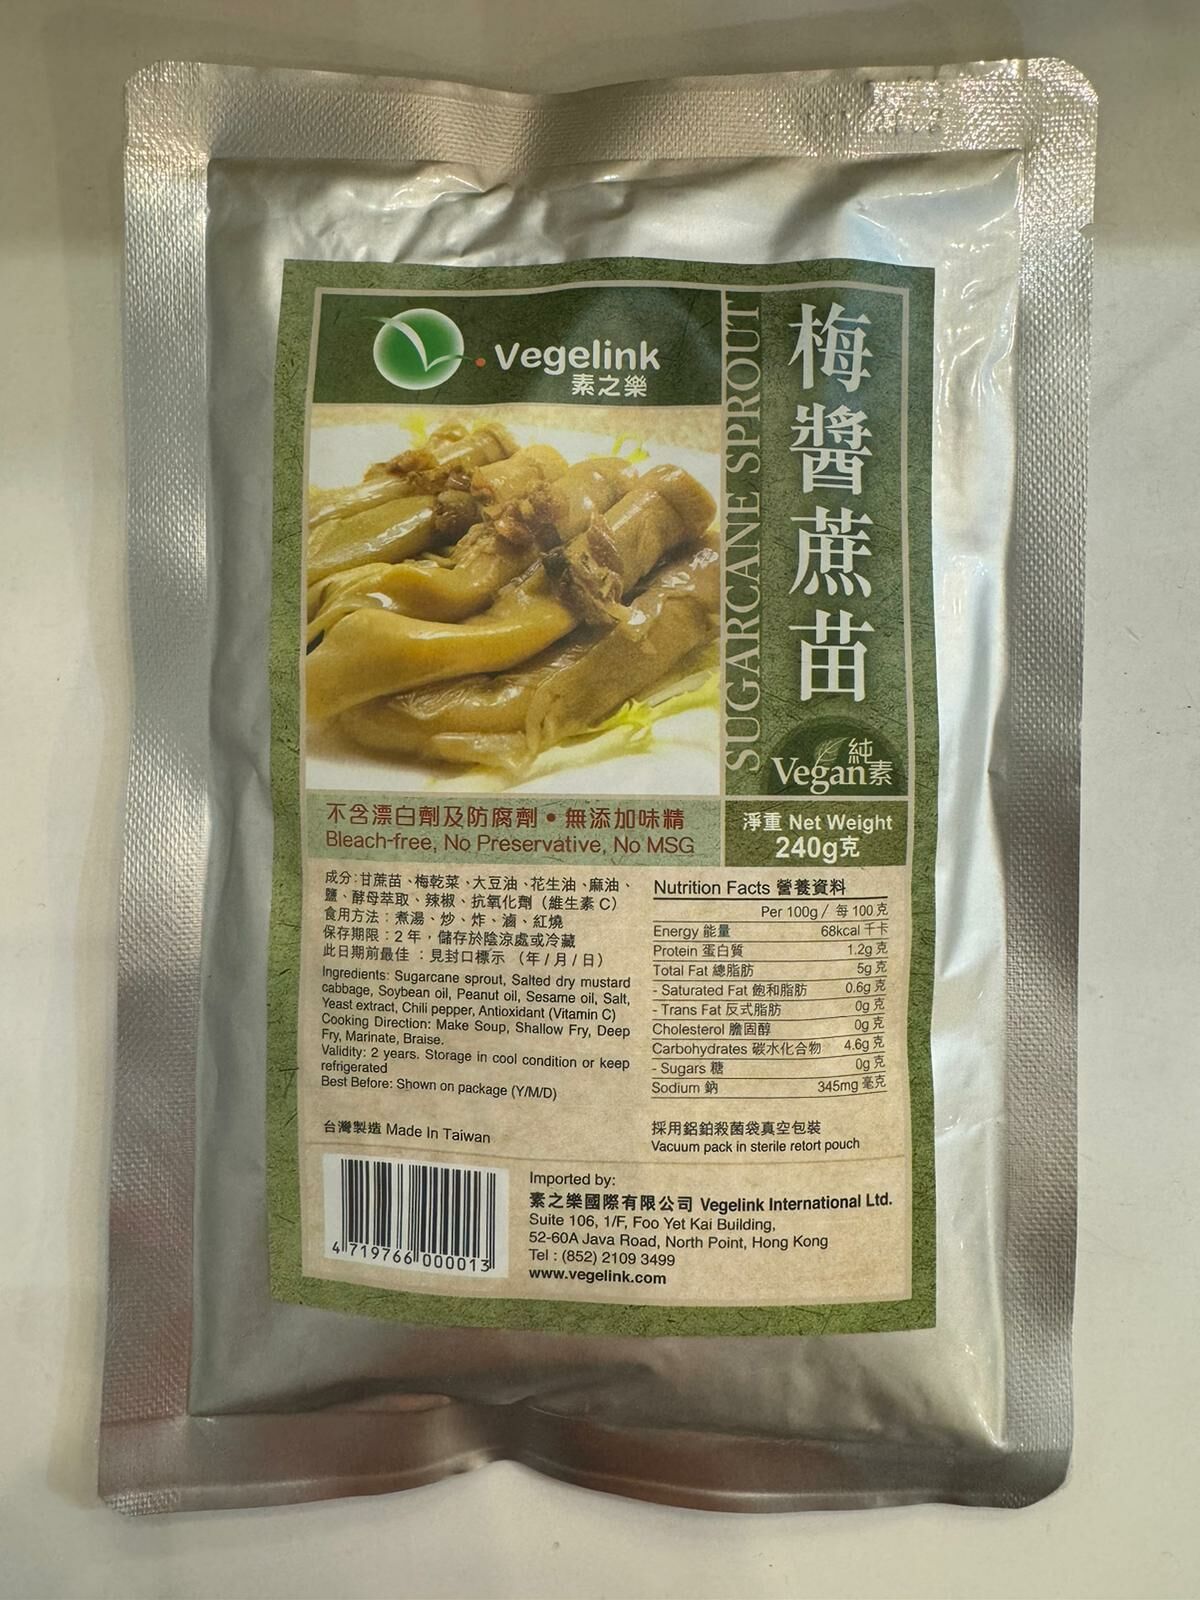 Vegelink
素之樂
SUGARCANE SPROUT
梅醬蔗苗
純素
Vegan
不含漂白劑及防腐劑•無添加味精
Bleach-free, No Preservative, No MSG
淨重 Net Weight
240g克
成分:甘蔗苗、梅乾菜、大豆油、花生油、麻油、
鹽、酵母萃取、辣椒、抗氧化劑（維生素 C）
食用方法：煮湯、炒、炸、滷、紅燒
保存期限：2 年，儲存於陰涼處或冷藏
此日期前最佳：見封口標示 （年 / 月 / 日）
Ingredients: Sugarcane sprout, Salted dry mustard
cabbage, Soybean oil, Peanut oil, Sesame oil, Salt,
Yeast extract, Chili pepper, Antioxidant (Vitamin C)
Cooking Direction: Make Soup, Shallow Fry, Deep
Fry, Marinate, Braise.
Validity: 2 years. Storage in cool condition or keep
refrigerated
Best Before: Shown on package (Y/M/D)
台灣製造 Made In Taiwan
Nutrition Facts 營養資料
Per 100g / 每 100 克
Energy 能量 68kcal 千卡
Protein 蛋白質 1.2g 克
Total Fat 總脂肪 5g 克
- Saturated Fat 飽和脂肪 0.6g 克
- Trans Fat 反式脂肪 0g 克
Cholesterol 膽固醇 0g 克
Carbohydrates 碳水化合物 4.6g 克
- Sugars 糖 0g 克
Sodium 鈉 345mg 毫克
採用鋁鉑殺菌袋真空包裝
Vacuum pack in sterile retort pouch
4 719766 000013
Imported by:
素之樂國際有限公司 Vegelink International Ltd.
Suite 106, 1/F, Foo Yet Kai Building,
52-60A Java Road, North Point, Hong Kong
Tel : (852) 2109 3499
www.vegelink.com